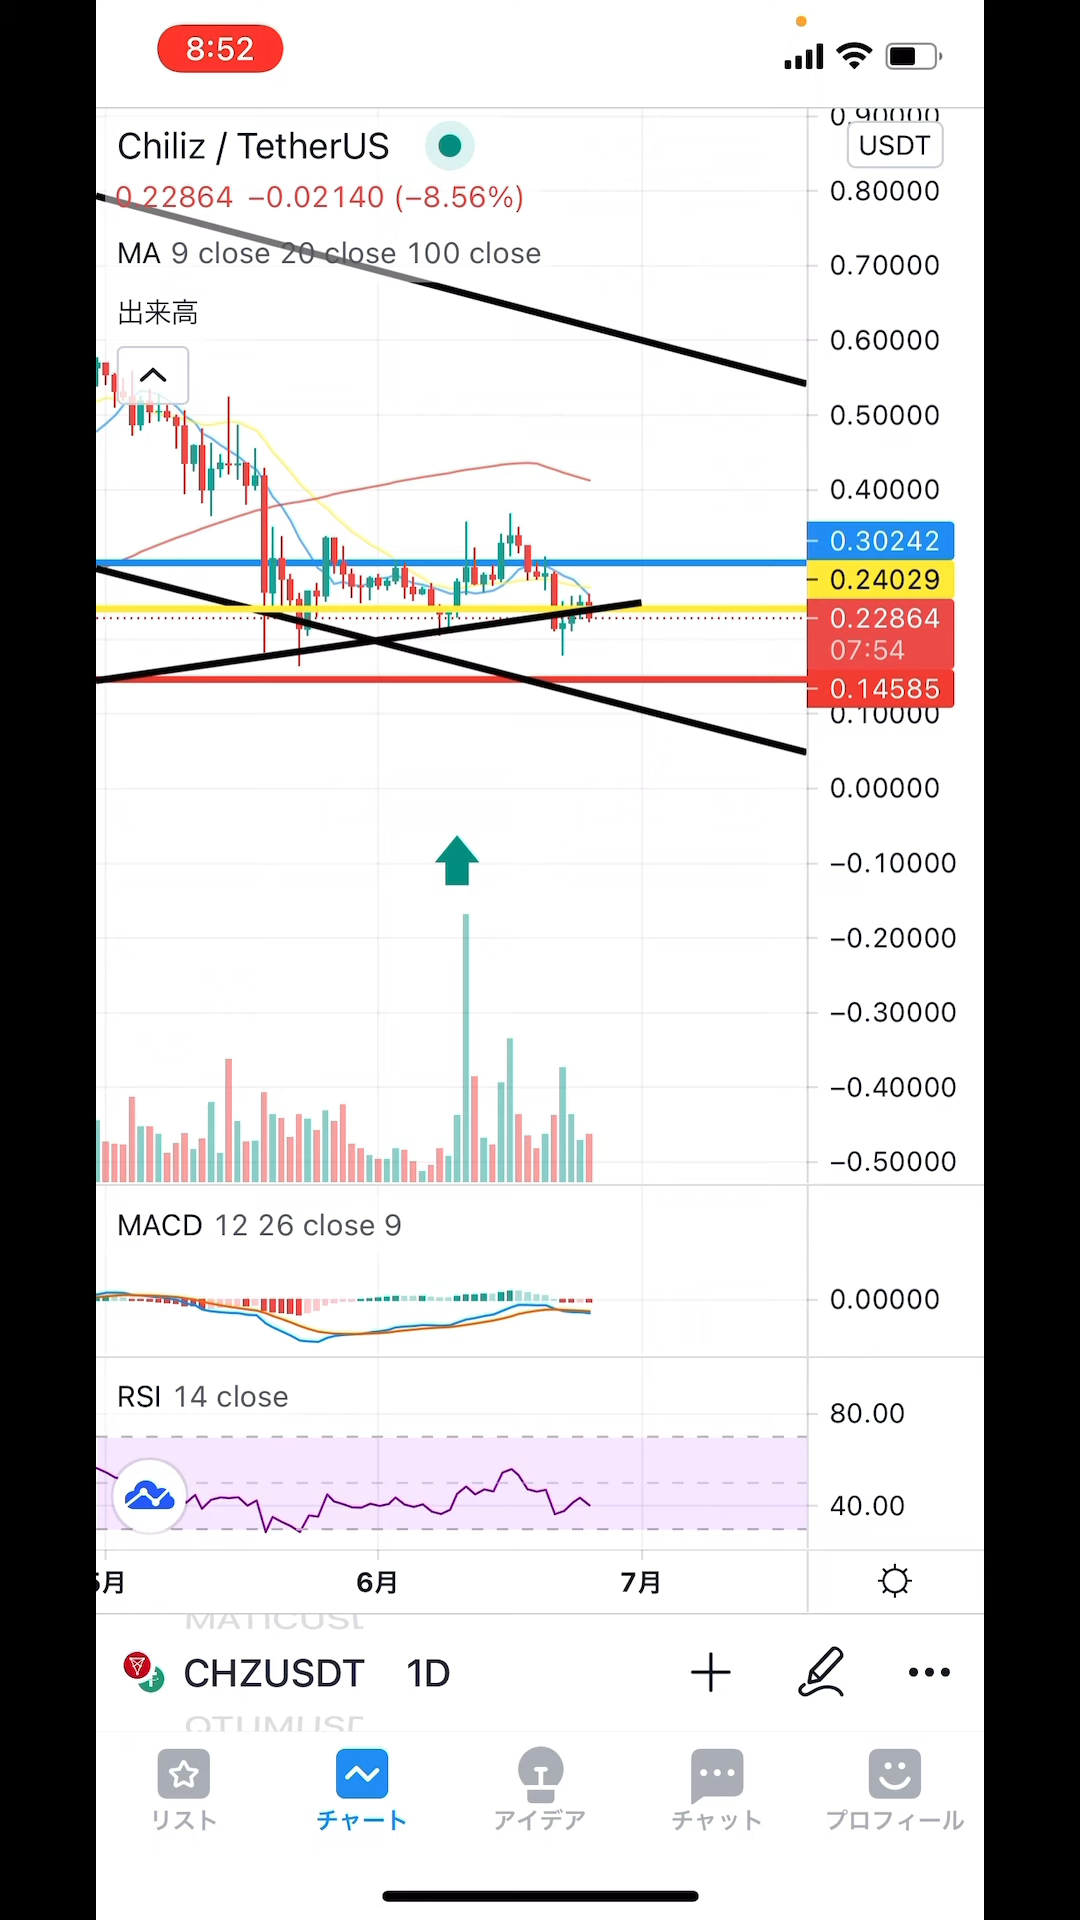 8:52
0.90000
Chiliz / TetherUS
USDT
0.22864 −0.02140 (−8.56%)
0.80000
MA 9 close 20 close 100 close
0.70000
出来高
0.60000
0.50000
0.40000
0.30242
0.24029
0.22864
07:54
0.14585
0.10000
0.00000
−0.10000
−0.20000
−0.30000
−0.40000
−0.50000
MACD 12 26 close 9
0.00000
RSI 14 close
80.00
40.00
5月 6月 7月
MATICUSD
CHZUSDT 1D
QTUMUSD
リスト チャート アイデア チャット プロフィール